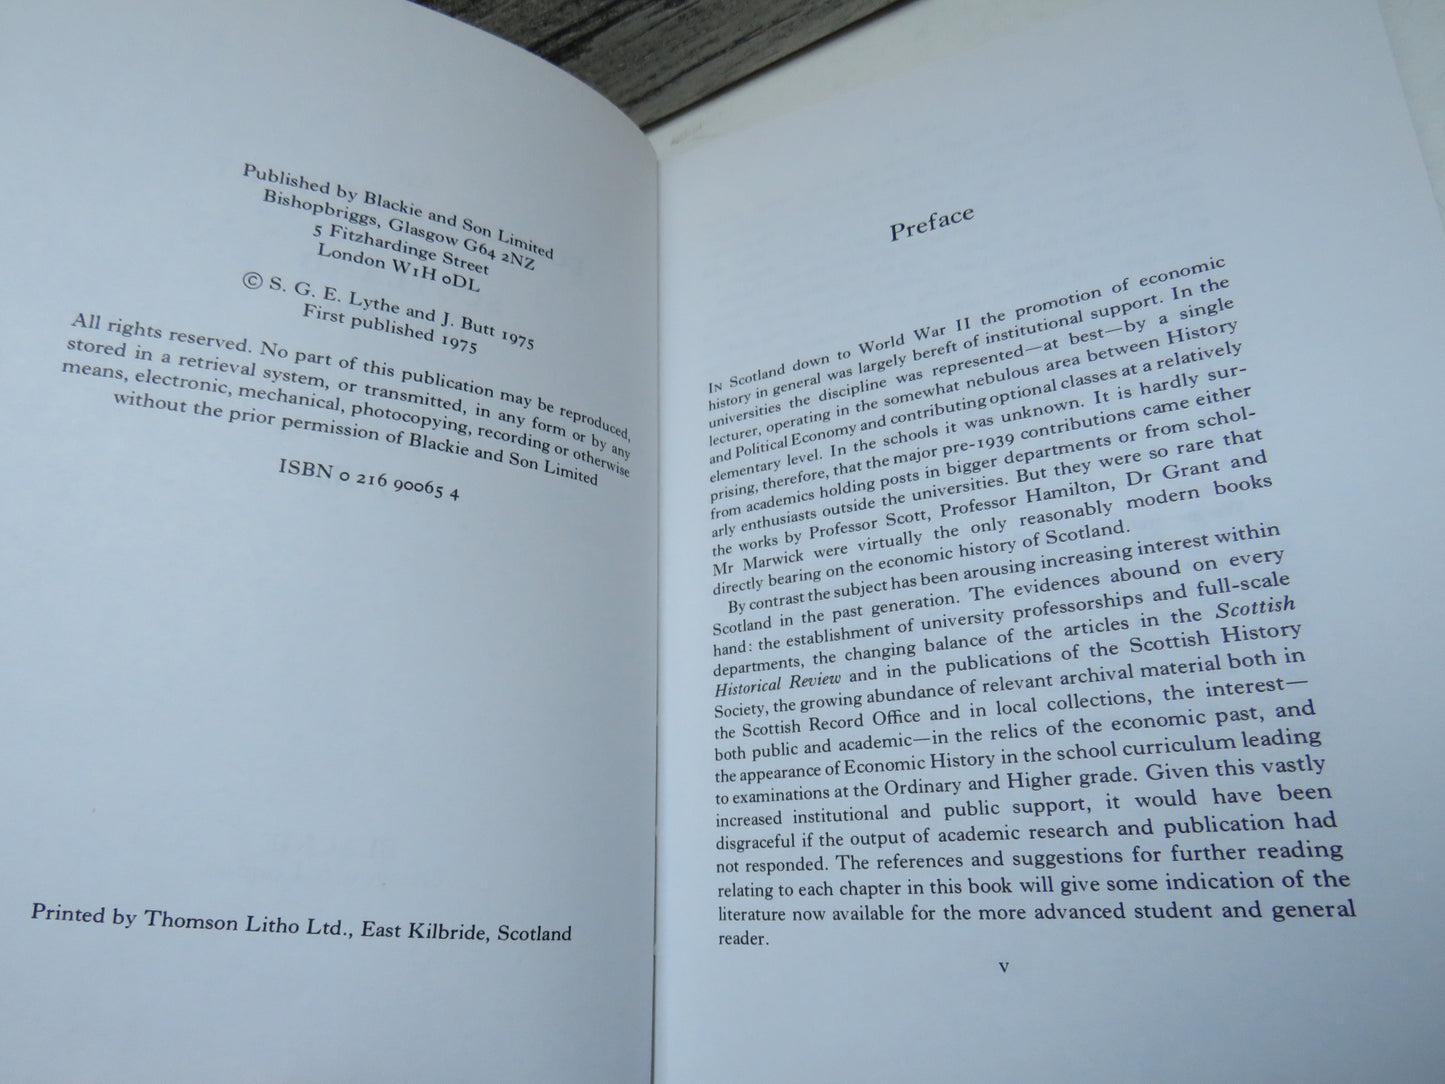 Published by Blackie and Son Limited
Bishopbriggs, Glasgow G64 2NZ
5 Fitzhardinge Street
London W1H 0DL
© S. G. E. Lythe and J. Butt 1975
First published 1975
All rights reserved. No part of this publication may be reproduced,
stored in a retrieval system, or transmitted, in any form or by any
means, electronic, mechanical, photocopying, recording or otherwise
without the prior permission of Blackie and Son Limited
ISBN 0 216 90065 4
Printed by Thomson Litho Ltd., East Kilbride, Scotland
Preface
IN Scotland down to World War II the promotion of economic
history in general was largely bereft of institutional support. In the
universities the discipline was represented—at best—by a single
lecturer, operating in the somewhat nebulous area between History
and Political Economy and contributing optional classes at a relatively
elementary level. In the schools it was unknown. It is hardly sur-
prising, therefore, that the major pre-1939 contributions came either
from academics holding posts in bigger departments or from schol-
arly enthusiasts outside the universities. But they were so rare that
the works by Professor Scott, Professor Hamilton, Dr Grant and
Mr Marwick were virtually the only reasonably modern books
directly bearing on the economic history of Scotland.
By contrast the subject has been arousing increasing interest within
Scotland in the past generation. The evidences abound on every
hand: the establishment of university professorships and full-scale
departments, the changing balance of the articles in the Scottish
Historical Review and in the publications of the Scottish History
Society, the growing abundance of relevant archival material both in
the Scottish Record Office and in local collections, the interest—
both public and academic—in the relics of the economic past, and
the appearance of Economic History in the school curriculum leading
to examinations at the Ordinary and Higher grade. Given this vastly
increased institutional and public support, it would have been
disgraceful if the output of academic research and publication had
not responded. The references and suggestions for further reading
relating to each chapter in this book will give some indication of the
literature now available for the more advanced student and general
reader.
v